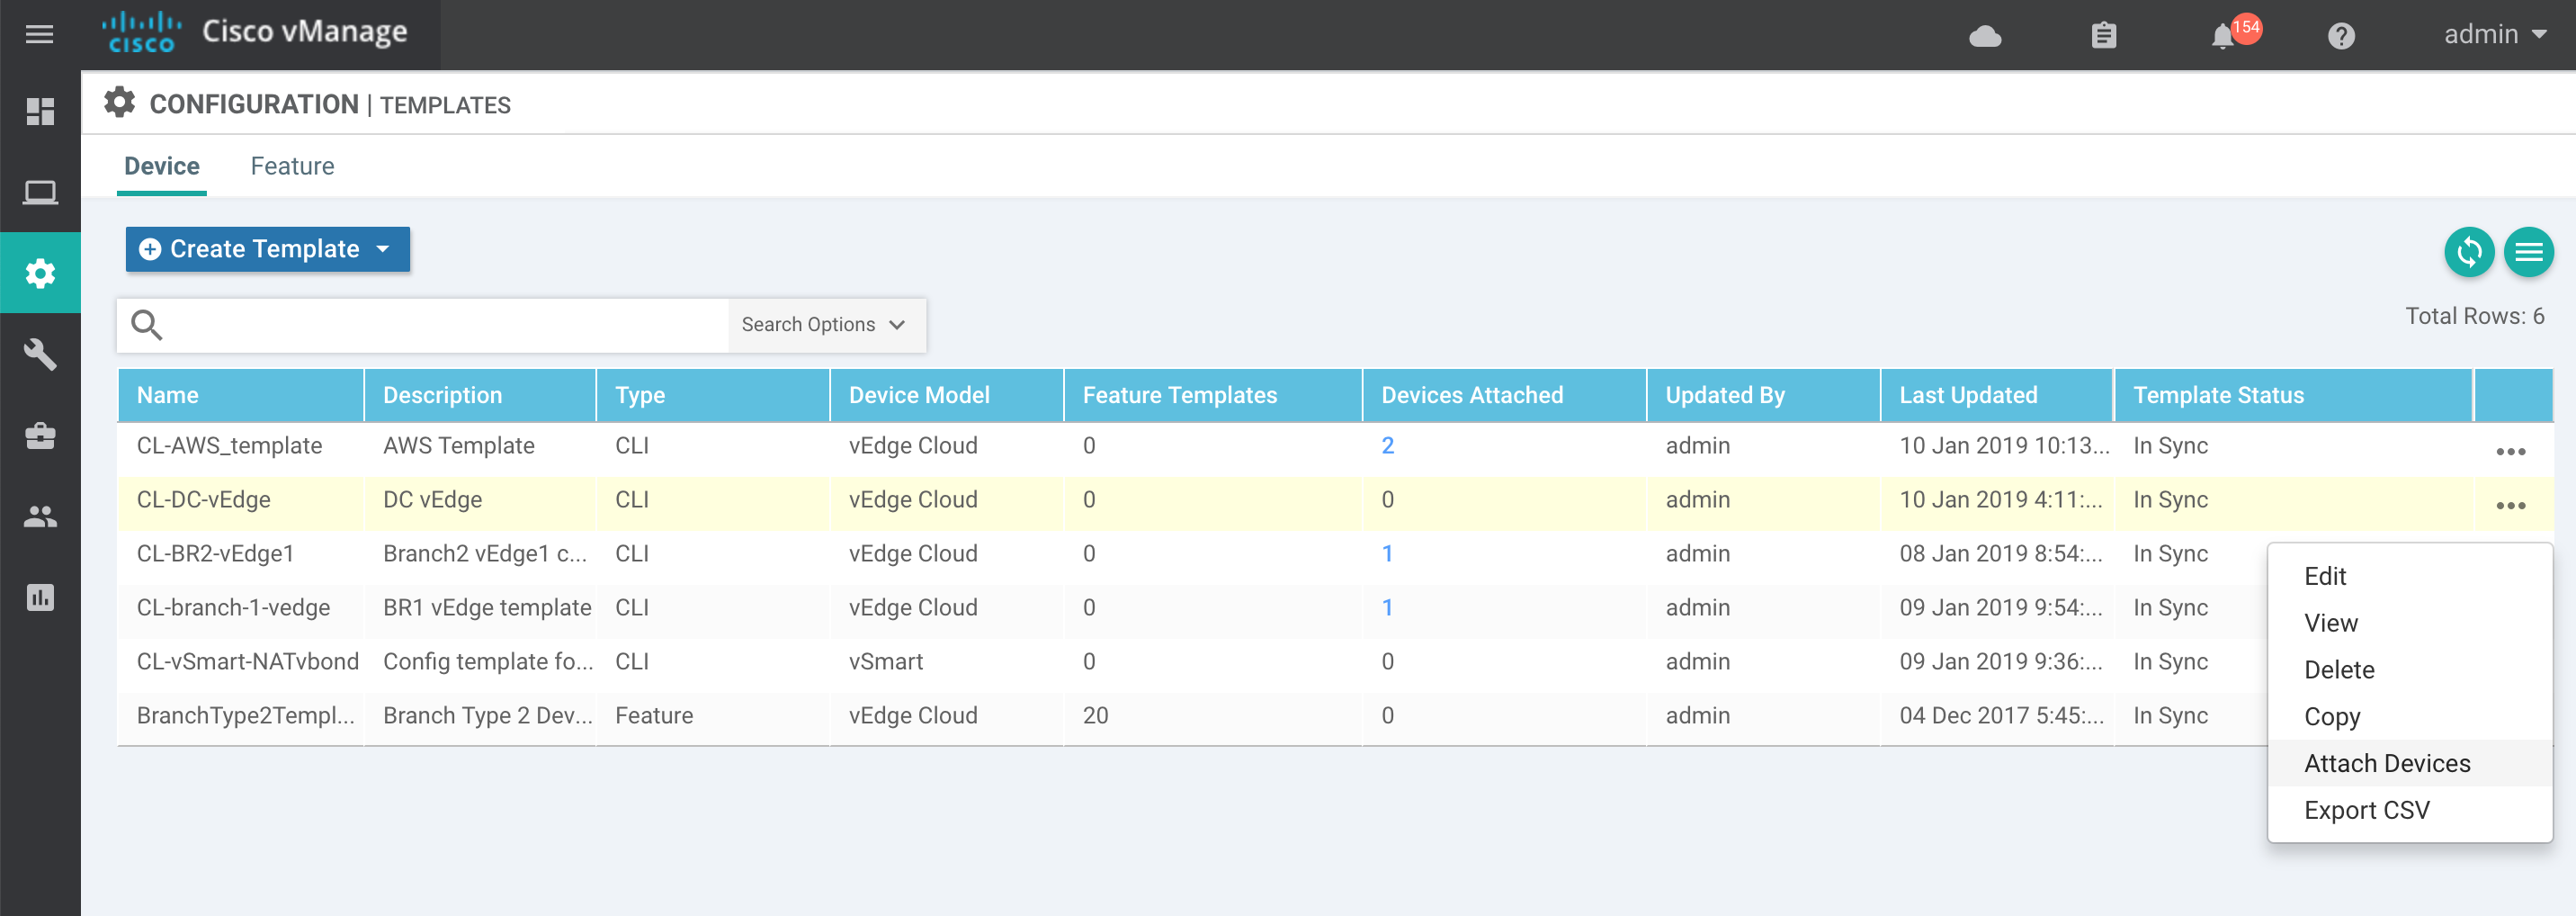 cisco Cisco vManage 154 admin
CONFIGURATION | TEMPLATES
Device Feature
Create Template
Search Options
Total Rows: 6
Name Description Type Device Model Feature Templates Devices Attached Updated By Last Updated Template Status
CL-AWS_template AWS Template CLI vEdge Cloud 0 2 admin 10 Jan 2019 10:13... In Sync
CL-DC-vEdge DC vEdge CLI vEdge Cloud 0 0 admin 10 Jan 2019 4:11:... In Sync
CL-BR2-vEdge1 Branch2 vEdge1 c... CLI vEdge Cloud 0 1 admin 08 Jan 2019 8:54:... In Sync
CL-branch-1-vedge BR1 vEdge template CLI vEdge Cloud 0 1 admin 09 Jan 2019 9:54:... In Sync
CL-vSmart-NATvbond Config template fo... CLI vSmart 0 0 admin 09 Jan 2019 9:36:... In Sync
BranchType2Templ... Branch Type 2 Dev... Feature vEdge Cloud 20 0 admin 04 Dec 2017 5:45:... In Sync
Edit
View
Delete
Copy
Attach Devices
Export CSV